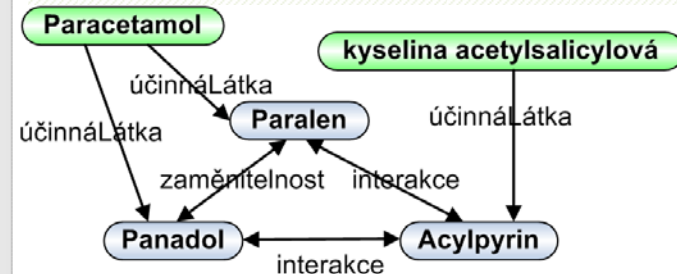 Paracetamol
kyselina acetylsalicylová
účinnáLátka
Paralen
účinnáLátka
účinnáLátka
zaměnitelnost
interakce
Panadol
Acylpyrin
interakce